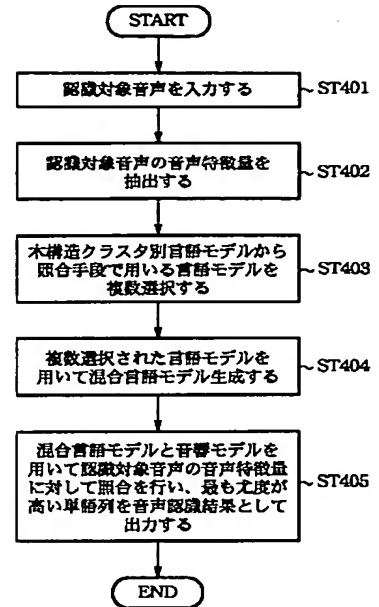 START
認識対象音声を入力する
ST401
認識対象音声の音声特徴量を
抽出する
ST402
木構造クラスタ別言語モデルから
照合手段で用いる言語モデルを
複数選択する
ST403
複数選択された言語モデルを
用いて混合言語モデル生成する
ST404
混合言語モデルと音響モデルを
用いて認識対象音声の音声特徴量
に対して照合を行い、最も尤度が
高い単語列を音声認識結果として
出力する
ST405
END